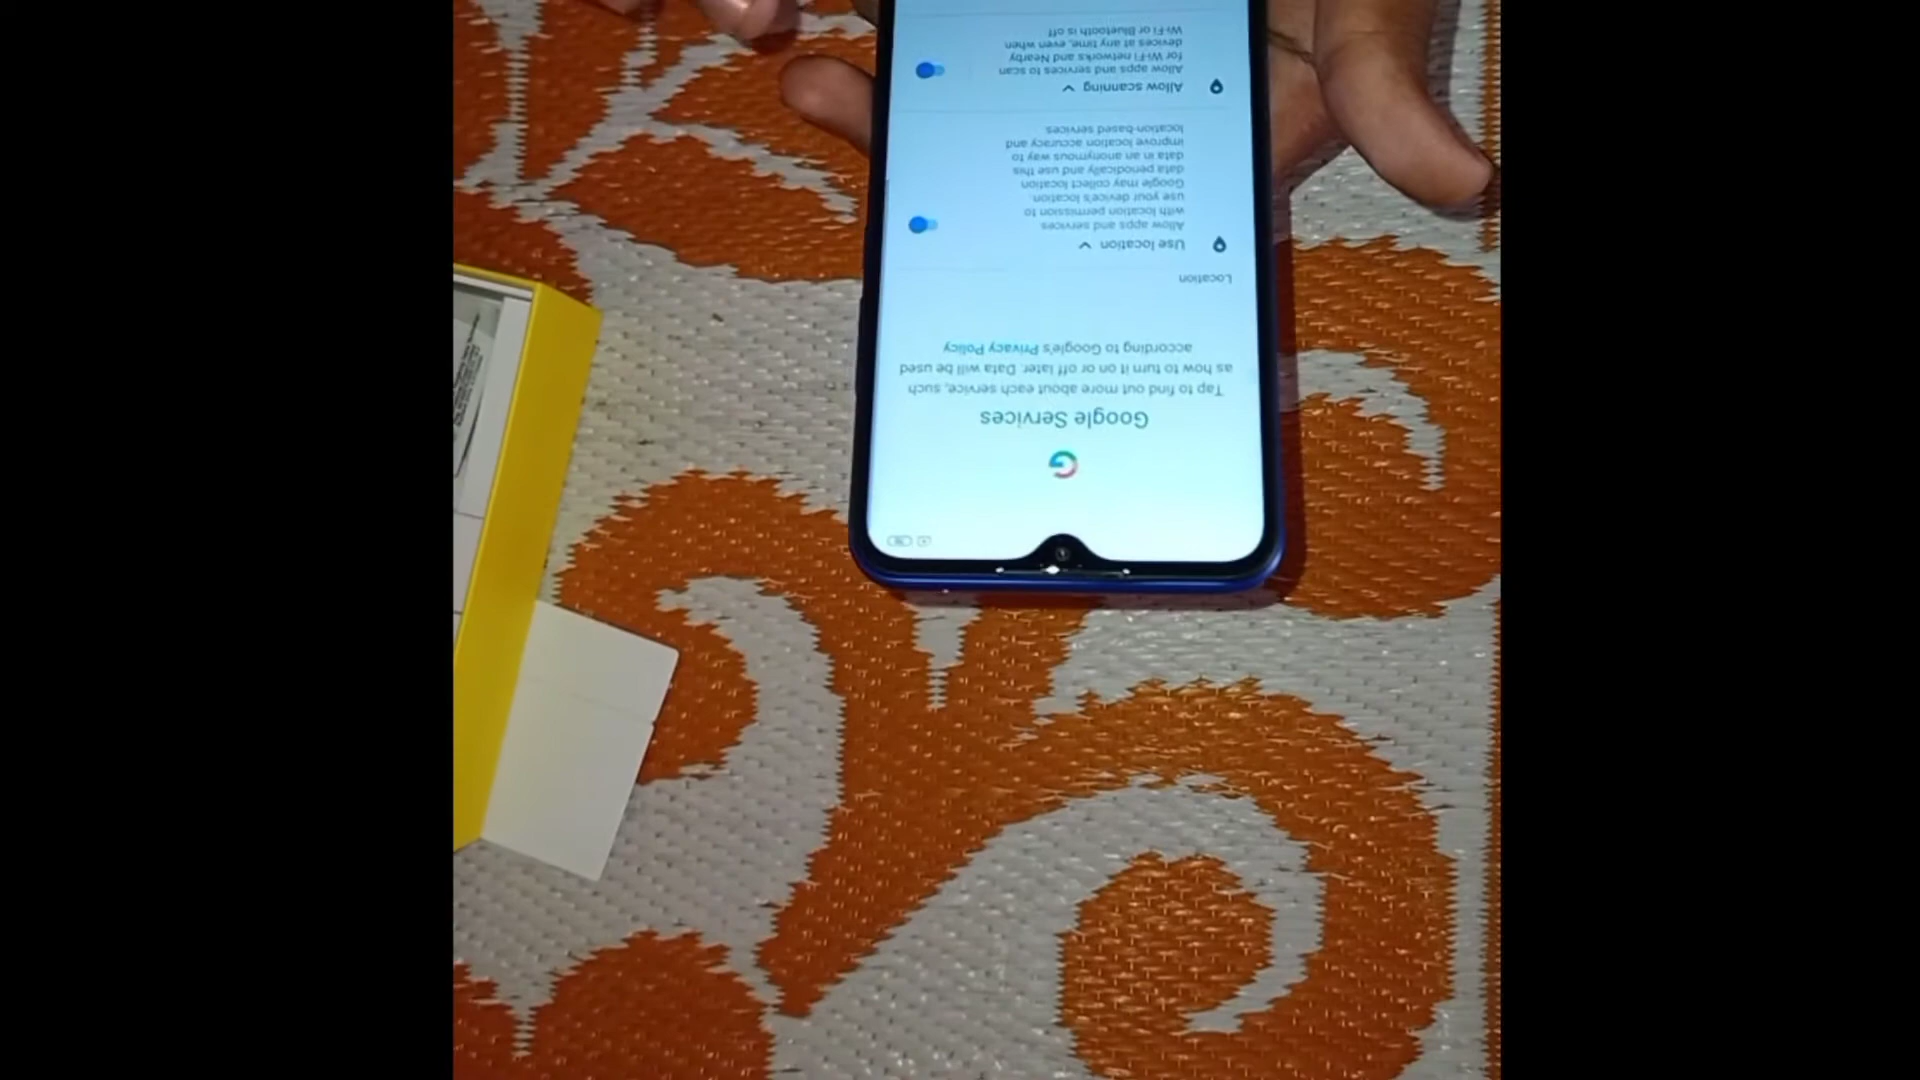 Google Services
Tap to find out more about each service, such
as how to turn it on or off later. Data will be used
according to Google's Privacy Policy
Location
Use location
Allow apps and services
with location permission to
use your device's location.
Google may collect location
data periodically and use this
data in an anonymous way to
improve location accuracy and
location-based services
Allow scanning
Allow apps and services to scan
for Wi-Fi networks and Nearby
devices at any time, even when
Wi-Fi or Bluetooth is off